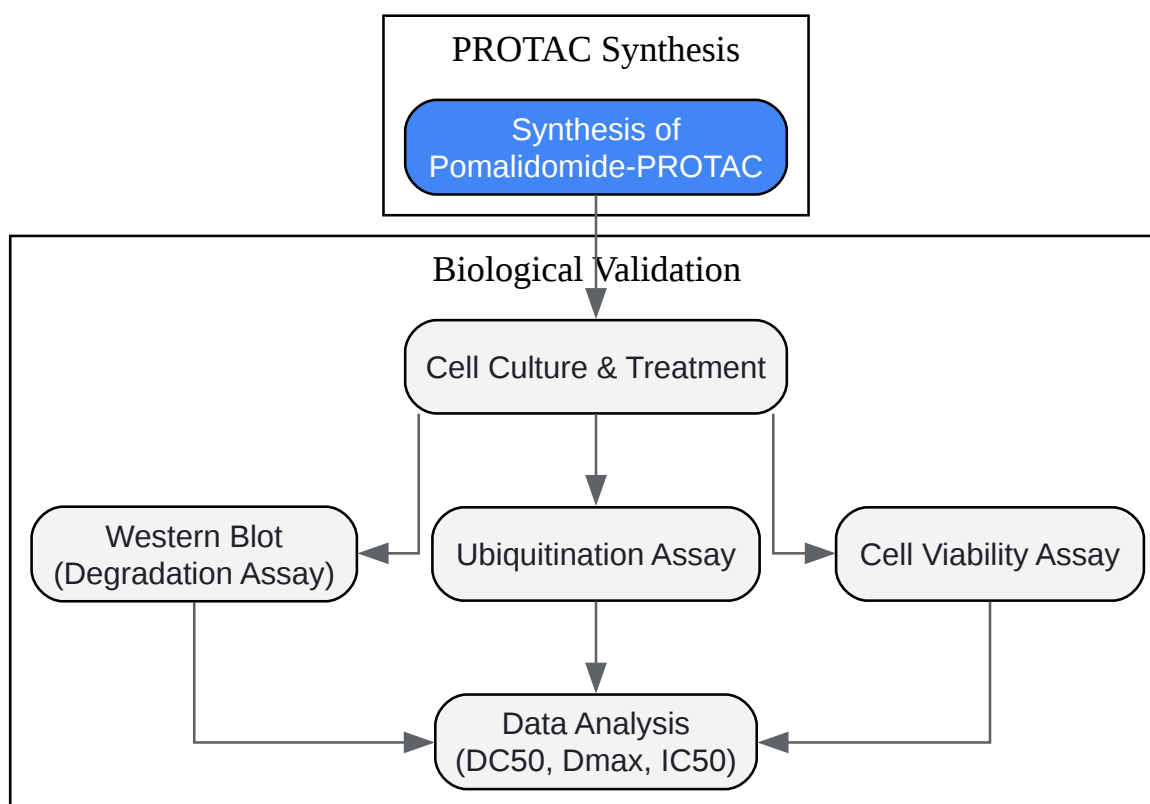 PROTAC Synthesis
Synthesis of
Pomalidomide-PROTAC
Biological Validation
Cell Culture & Treatment
Western Blot
(Degradation Assay)
Ubiquitination Assay
Cell Viability Assay
Data Analysis
(DC50, Dmax, IC50)